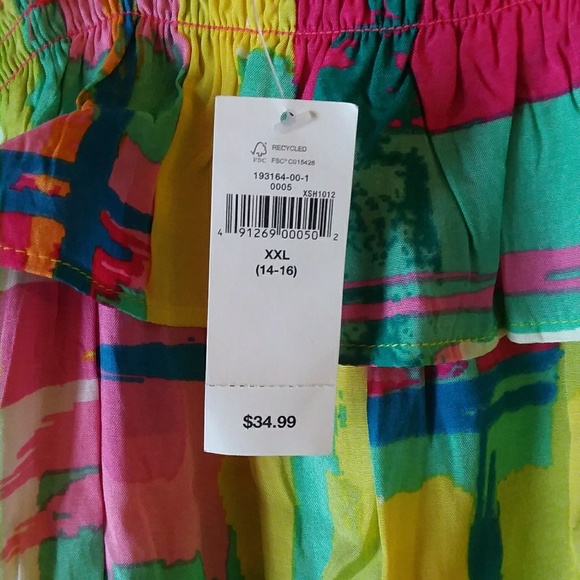 RECYCLED
FSC FSC® C015428
193164-00-1
0005 XSH1012
4 91269 00050 2
XXL
(14-16)
$34.99